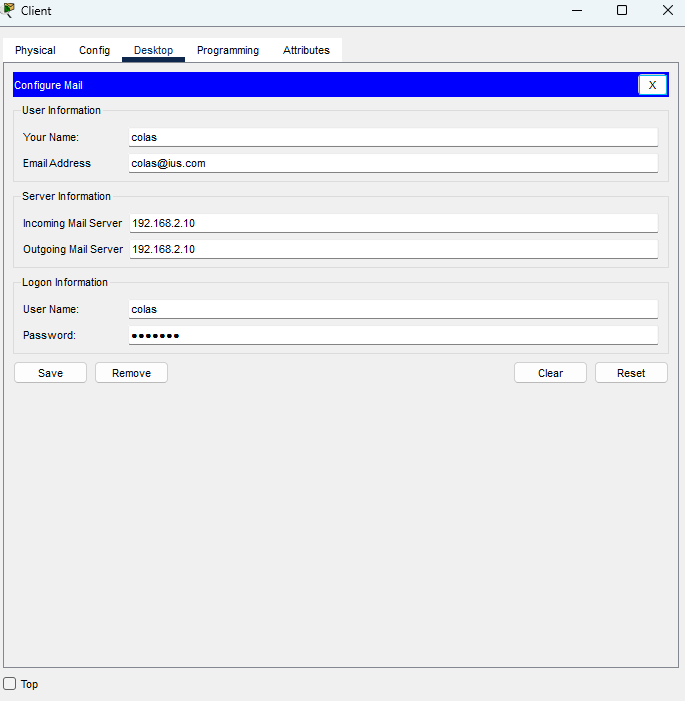 Client
Physical Config Desktop Programming Attributes
Configure Mail X
User Information
Your Name: colas
Email Address colas@ius.com
Server Information
Incoming Mail Server 192.168.2.10
Outgoing Mail Server 192.168.2.10
Logon Information
User Name: colas
Password: •••••••
Save Remove Clear Reset
Top